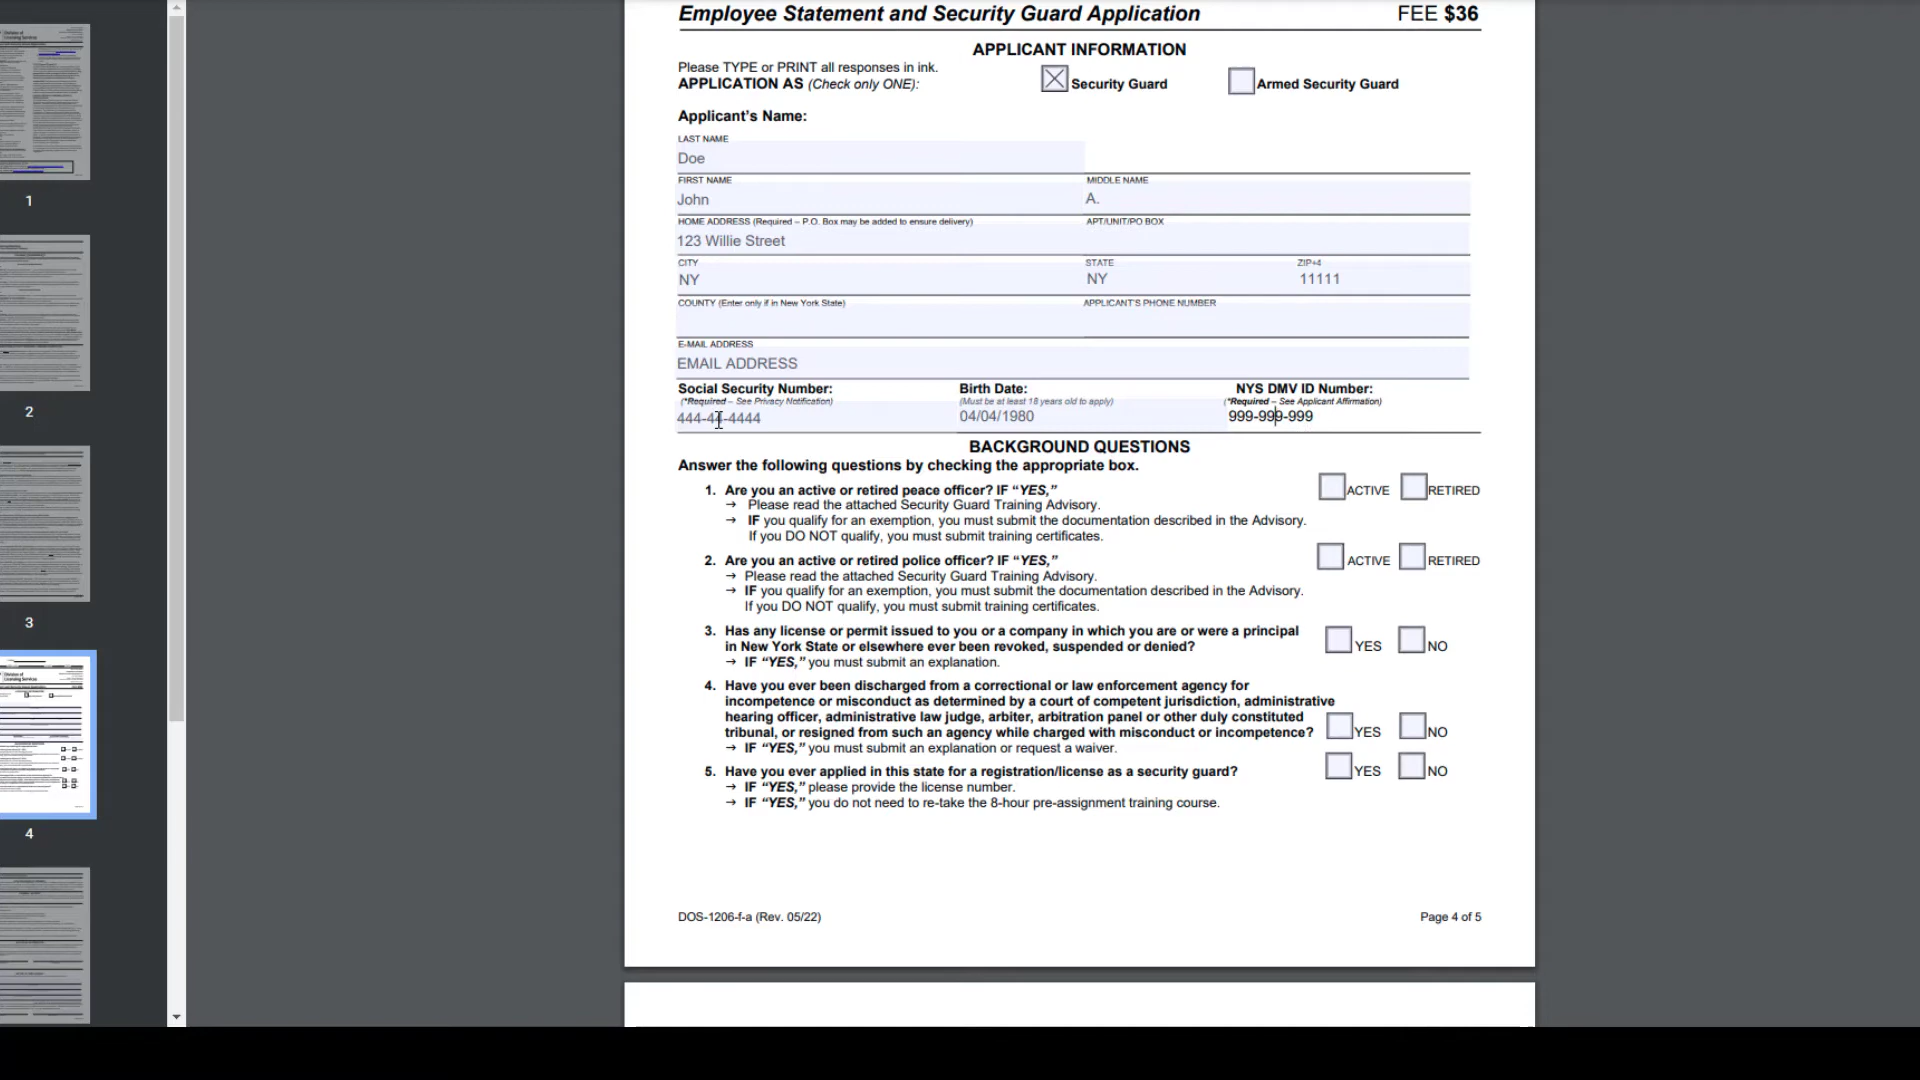 Employee Statement and Security Guard Application FEE $36
APPLICANT INFORMATION
Please TYPE or PRINT all responses in ink.
APPLICATION AS (Check only ONE): Security Guard Armed Security Guard
Applicant’s Name:
LAST NAME
Doe
FIRST NAME MIDDLE NAME
John A.
HOME ADDRESS (Required – P.O. Box may be added to ensure delivery) APT/UNIT/PO BOX
123 Willie Street
CITY STATE ZIP+4
NY NY 11111
COUNTY (Enter only if in New York State) APPLICANT'S PHONE NUMBER
E-MAIL ADDRESS
EMAIL ADDRESS
Social Security Number: Birth Date: NYS DMV ID Number:
(*Required – See Privacy Notification) (Must be at least 18 years old to apply) (*Required – See Applicant Affirmation)
444-44-4444 04/04/1980 999-999-999
BACKGROUND QUESTIONS
Answer the following questions by checking the appropriate box.
1. Are you an active or retired peace officer? IF “YES,” ACTIVE RETIRED
→ Please read the attached Security Guard Training Advisory.
→ IF you qualify for an exemption, you must submit the documentation described in the Advisory.
If you DO NOT qualify, you must submit training certificates.
2. Are you an active or retired police officer? IF “YES,” ACTIVE RETIRED
→ Please read the attached Security Guard Training Advisory.
→ IF you qualify for an exemption, you must submit the documentation described in the Advisory.
If you DO NOT qualify, you must submit training certificates.
3. Has any license or permit issued to you or a company in which you are or were a principal
in New York State or elsewhere ever been revoked, suspended or denied? YES NO
→ IF “YES,” you must submit an explanation.
4. Have you ever been discharged from a correctional or law enforcement agency for
incompetence or misconduct as determined by a court of competent jurisdiction, administrative
hearing officer, administrative law judge, arbiter, arbitration panel or other duly constituted
tribunal, or resigned from such an agency while charged with misconduct or incompetence? YES NO
→ IF “YES,” you must submit an explanation or request a waiver.
5. Have you ever applied in this state for a registration/license as a security guard? YES NO
→ IF “YES,” please provide the license number.
→ IF “YES,” you do not need to re-take the 8-hour pre-assignment training course.
DOS-1206-f-a (Rev. 05/22) Page 4 of 5
1
2
3
4